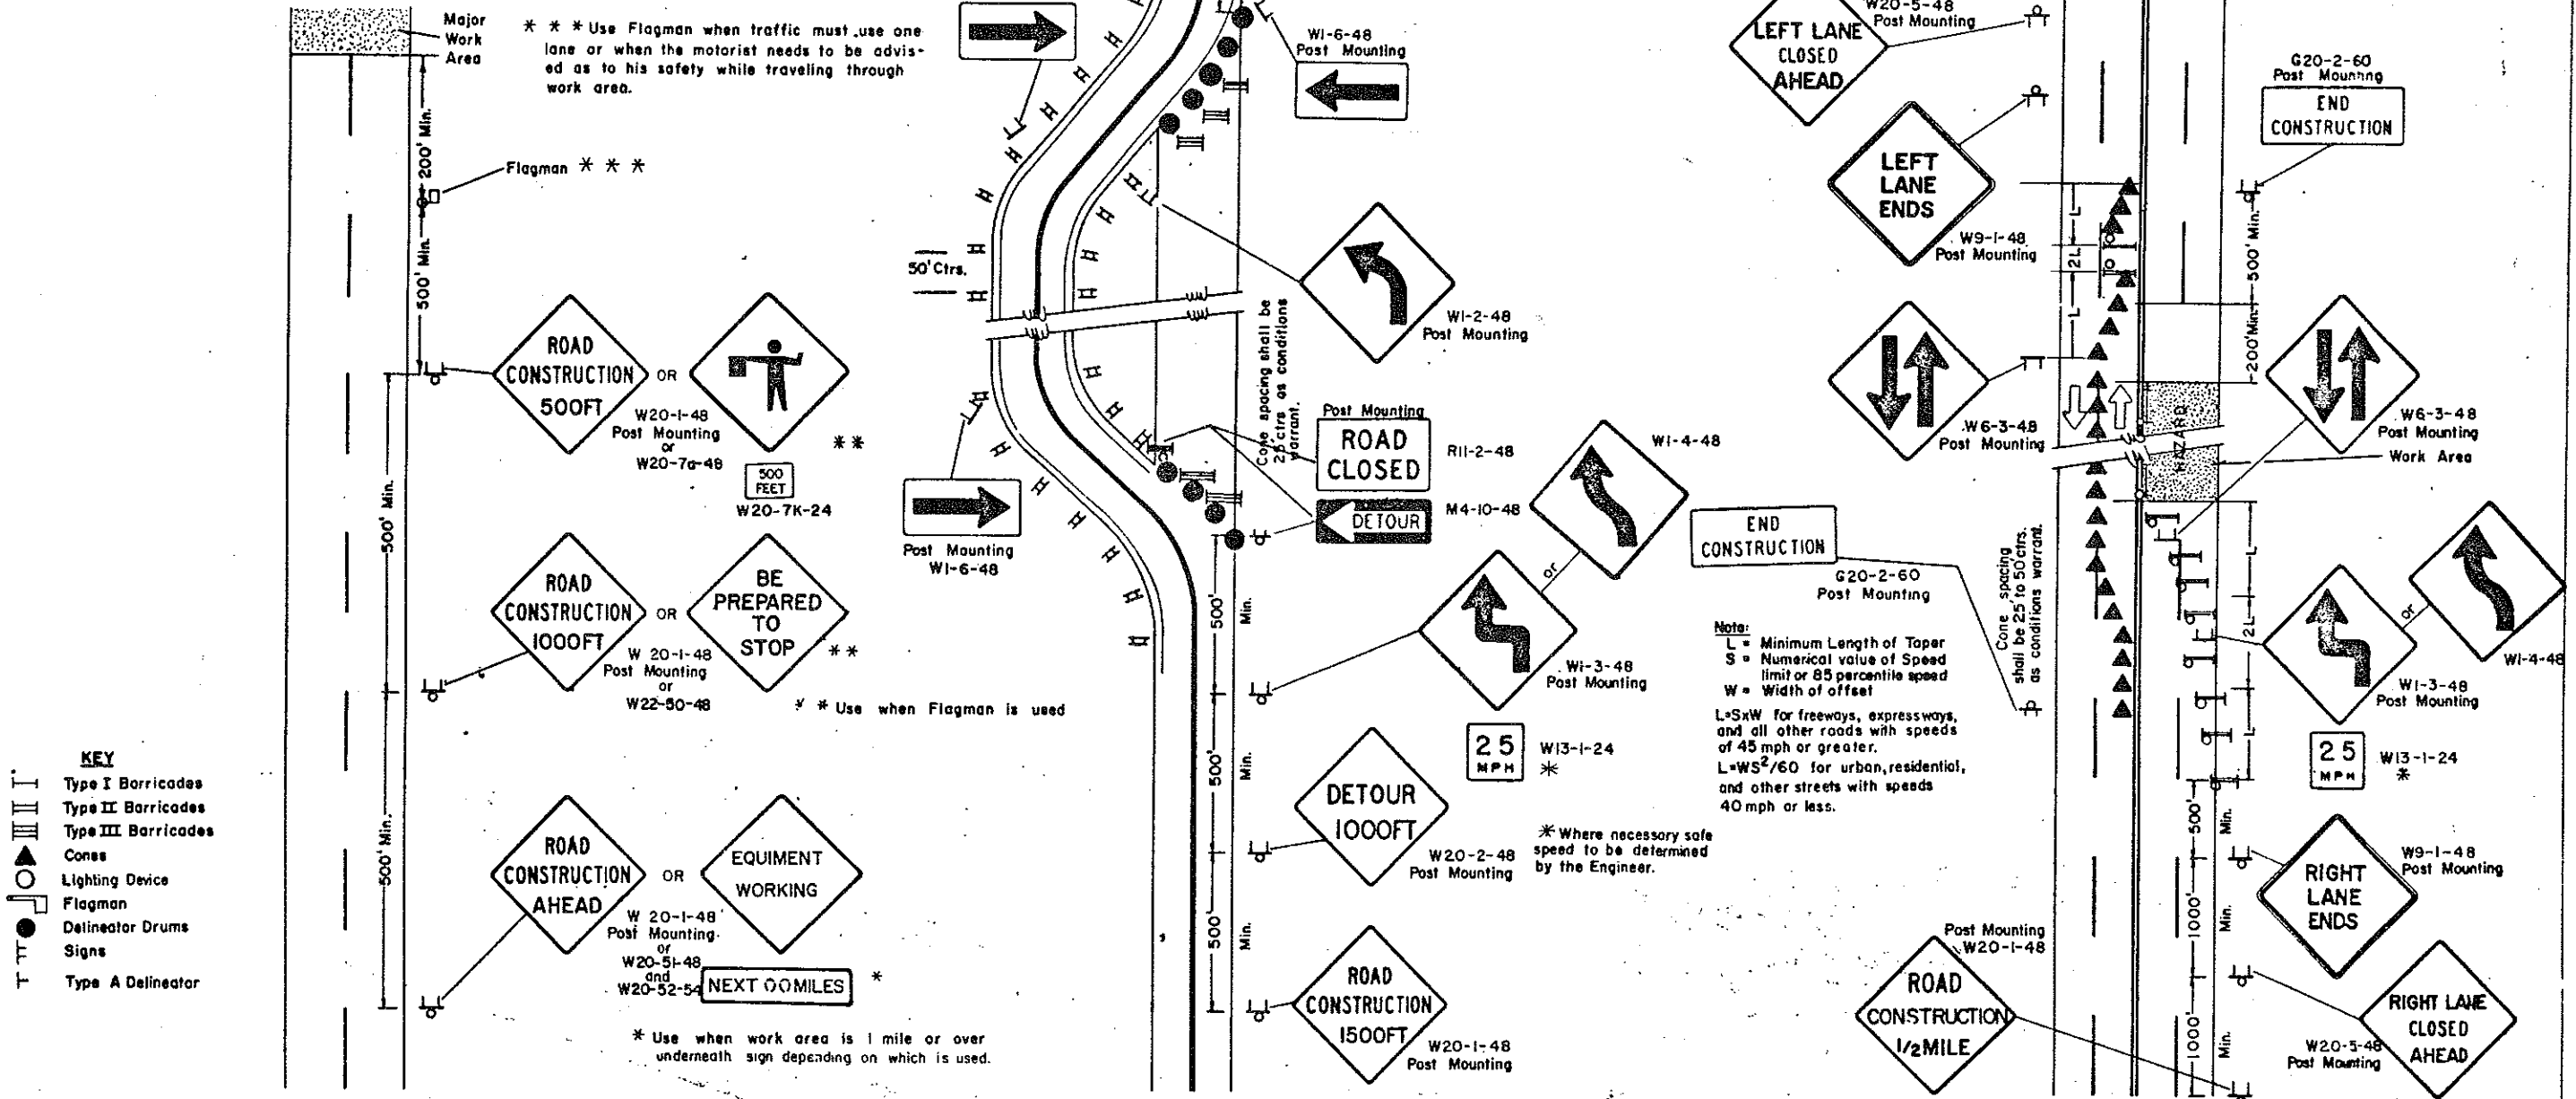 Major
Work
Area
* * * Use Flagman when traffic must use one
lane or when the motorist needs to be advis-
ed as to his safety while traveling through
work area.
200' Min.
Flagman * * *
500' Min.
ROAD
CONSTRUCTION
500FT
OR
W20-1-48
Post Mounting
or
W20-7a-48
* *
500
FEET
W20-7K-24
500' Min.
ROAD
CONSTRUCTION
1000FT
OR
BE
PREPARED
TO
STOP
W 20-1-48
Post Mounting
or
W22-50-48
* *
* * Use when Flagman is used
500' Min.
ROAD
CONSTRUCTION
AHEAD
OR
EQUIMENT
WORKING
W 20-1-48
Post Mounting
or
W20-51-48
and
W20-52-54
NEXT 00MILES
*
* Use when work area is 1 mile or over
underneath sign depending on which is used.
KEY
Type I Barricades
Type II Barricades
Type III Barricades
Cones
Lighting Device
Flagman
Delineator Drums
Signs
Type A Delineator
W1-6-48
Post Mounting
50' Ctrs.
W1-2-48
Post Mounting
Cone spacing shall be
25' ctrs as conditions
warrant.
Post Mounting
ROAD
CLOSED
R11-2-48
DETOUR
M4-10-48
Post Mounting
W1-6-48
W1-4-48
or
W1-3-48
Post Mounting
25
MPH
W13-1-24
*
500' Min.
500' Min.
500' Min.
DETOUR
1000FT
W20-2-48
Post Mounting
* Where necessary safe
speed to be determined
by the Engineer.
ROAD
CONSTRUCTION
1500FT
W20-1-48
Post Mounting
W20-5-48
Post Mounting
LEFT LANE
CLOSED
AHEAD
LEFT
LANE
ENDS
W9-1-48
Post Mounting
W6-3-48
Post Mounting
END
CONSTRUCTION
G20-2-60
Post Mounting
Note:
L = Minimum Length of Taper
S = Numerical value of Speed
limit or 85 percentile speed
W = Width of offset
L=SxW for freeways, expressways,
and all other roads with speeds
of 45 mph or greater.
L=WS²/60 for urban, residential,
and other streets with speeds
40 mph or less.
Cone spacing
shall be 25' to 50' ctrs.
as conditions warrant.
Post Mounting
W20-1-48
ROAD
CONSTRUCTION
1/2 MILE
G20-2-60
Post Mounting
END
CONSTRUCTION
L
2L
L
500' Min.
200' Min.
HAZARD
W6-3-48
Post Mounting
Work Area
L
2L
L
or
W1-4-48
W1-3-48
Post Mounting
25
MPH
W13-1-24
*
500' Min.
1000' Min.
1000' Min.
W9-1-48
Post Mounting
RIGHT
LANE
ENDS
RIGHT LANE
CLOSED
AHEAD
W20-5-48
Post Mounting